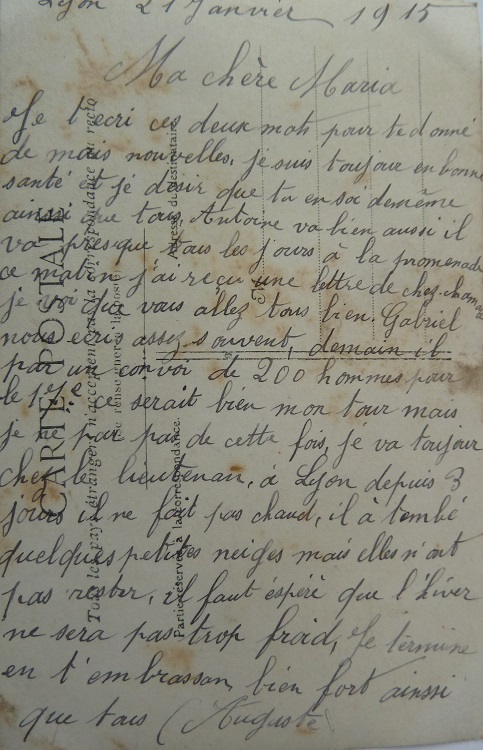 Lyon 21 Janvier 1915
Ma chère Maria
Je t'ecri ces deux mots pour te donné
de mais nouvelles, je suis toujour en bonne
santé et je désir que tu en soi de même
ainsi que tous, Antoine va bien aussi il
va presque tous les jours à la promenade
ce matin j'ai reçu une lettre de chez
je voi que vous allez tous bien. Gabriel
nous écri assez souvent, demain il
par un convoi de 200 hommes pour
le ce serait bien mon tour mais
je ne par pas de cette fois, je va toujour
chez le lieutenan, à Lyon depuis 3
jours il ne fait pas chaud, il à tombé
quelques petites neiges mais elles n'ont
pas rester, il faut éspéré que l'hiver
ne sera pas trop froid, Je termine
en t'embrassan bien fort ainssi
que tous (Auguste)
CARTE POSTALE
Tous les pays étrangers n'acceptent pas la correspondance au recto
(Se renseigner à la poste)
Partie réservée à la correspondance.
Adresse du destinataire
M